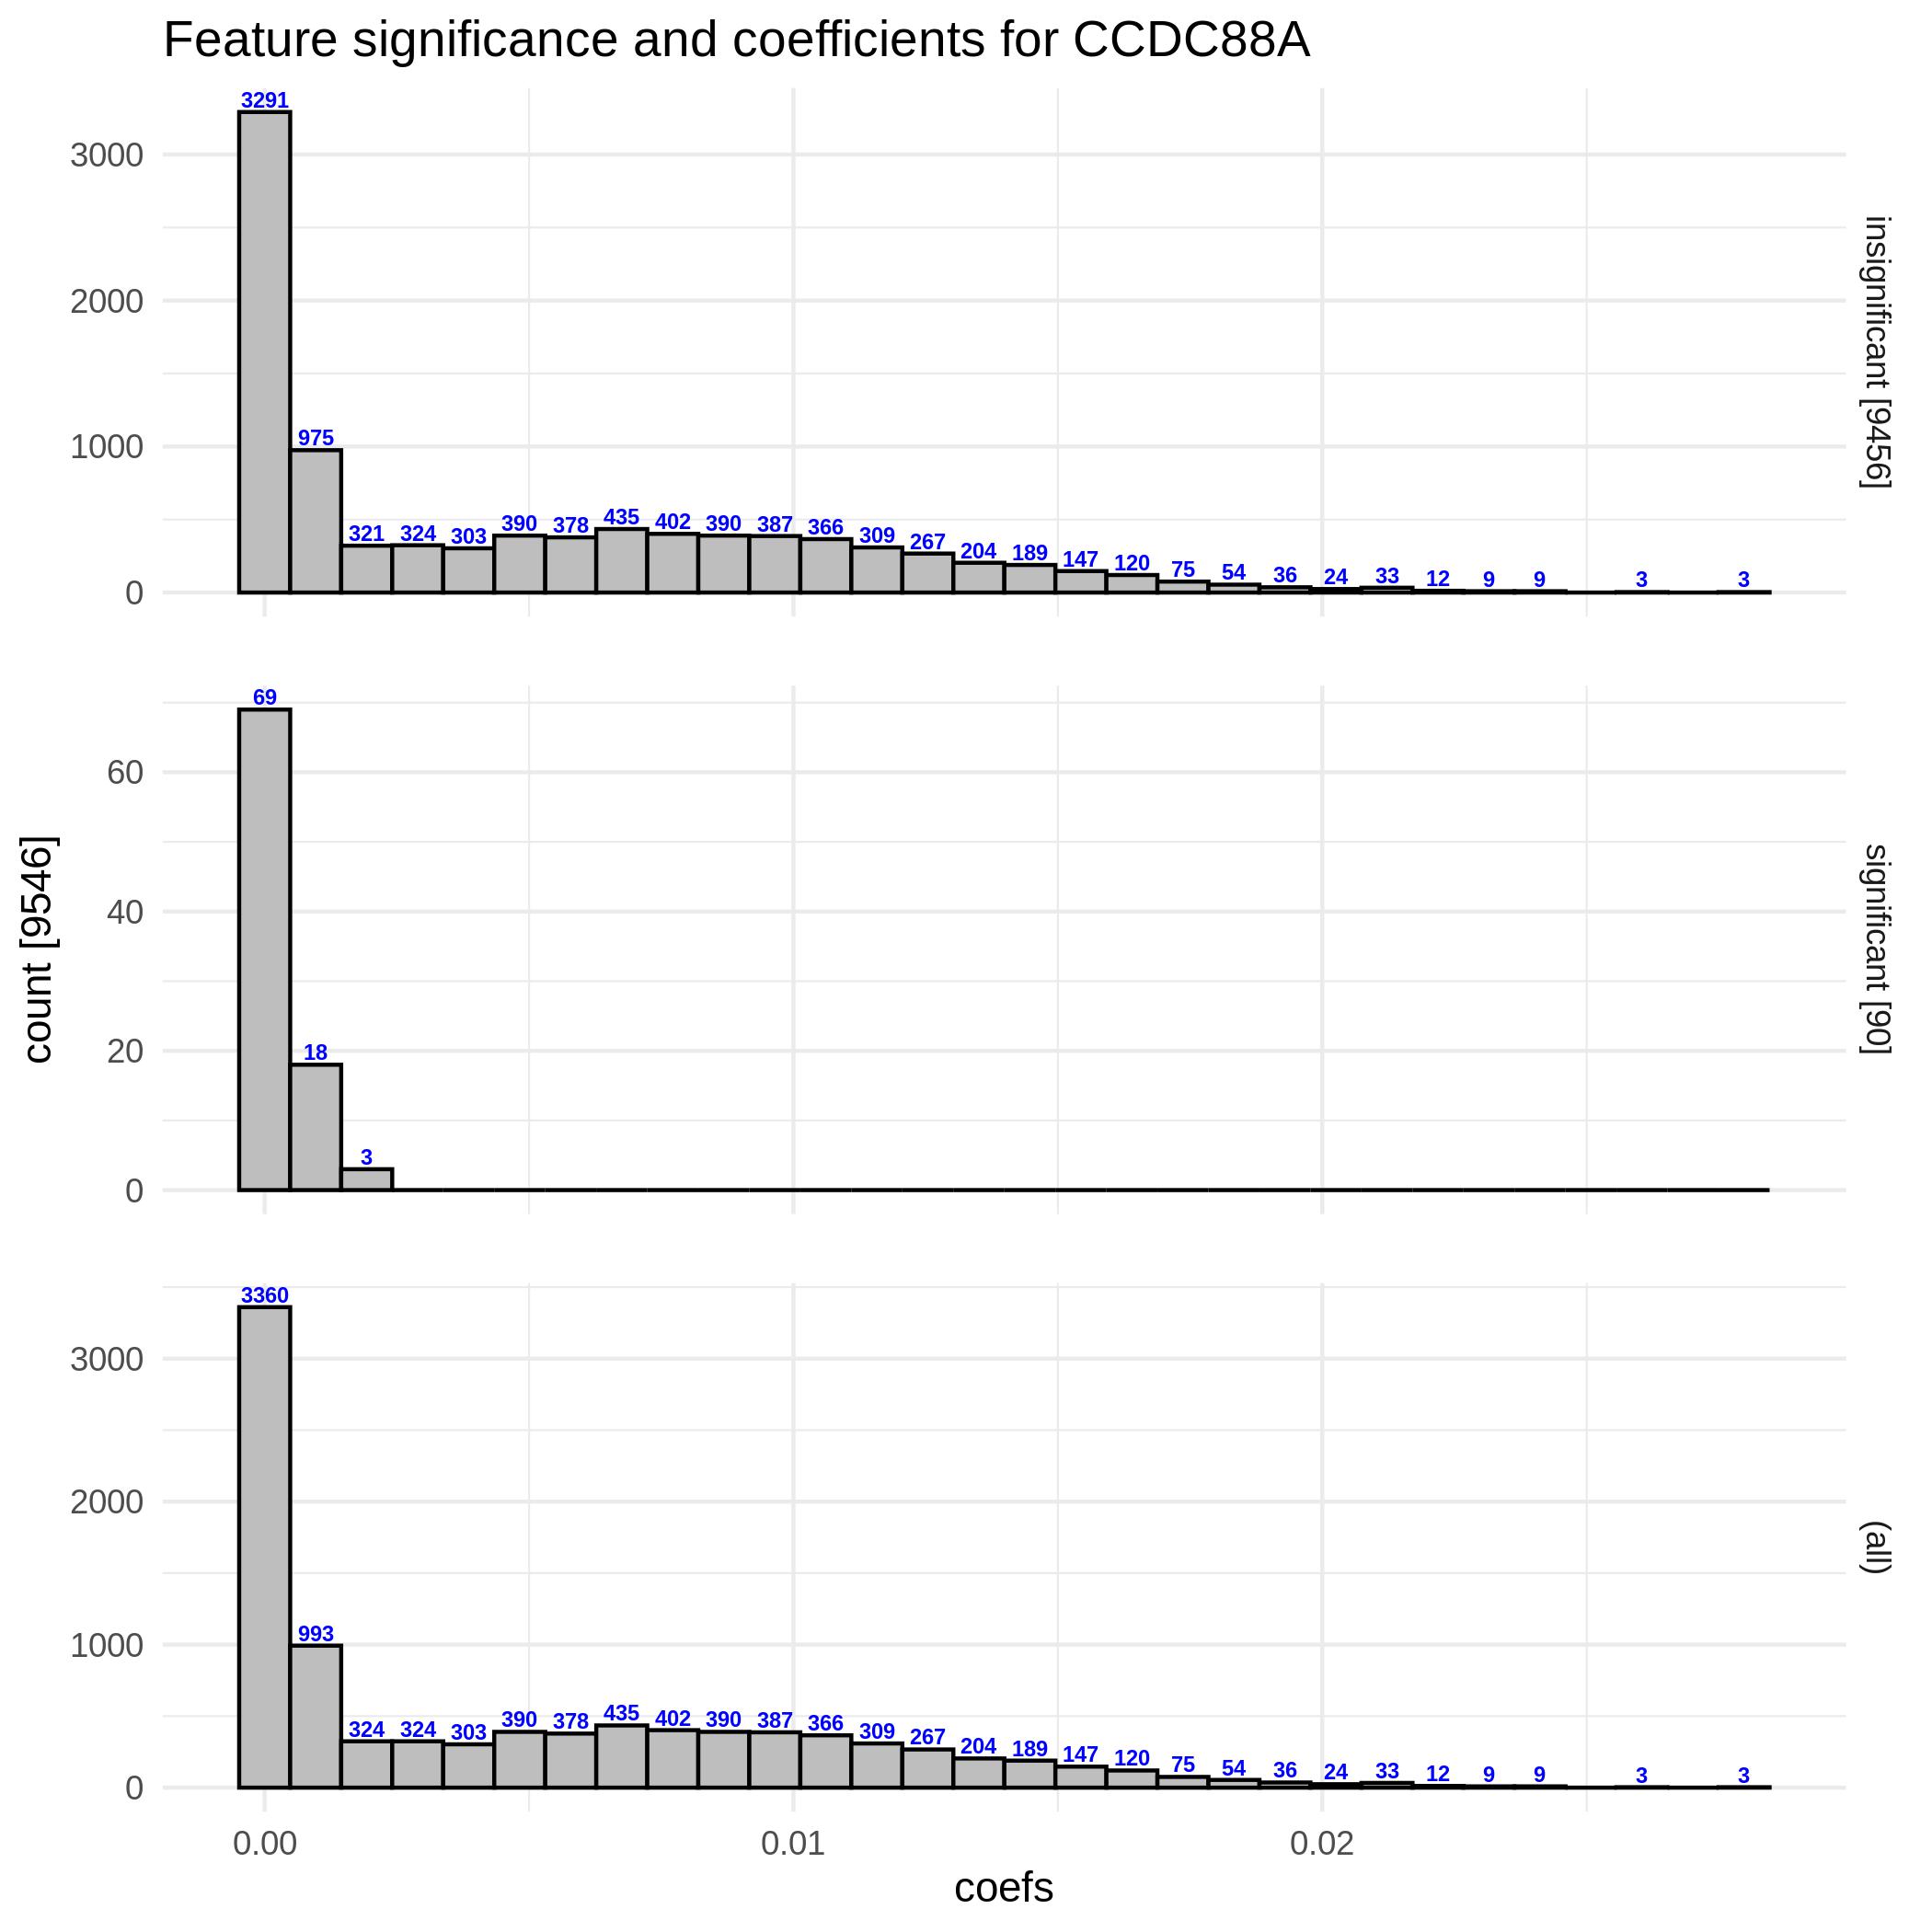 Feature significance and coefficients for CCDC88A
3291
3000
2000
1000
0
975
321 324 303 390 378 435 402 390 387 366 309 267 204 189 147 120 75 54 36 24 33 12 9 9 3 3
insignificant [9456]
69
60
40
20
0
18
3
significant [90]
count [9546]
3360
3000
2000
1000
0
993
324 324 303 390 378 435 402 390 387 366 309 267 204 189 147 120 75 54 36 24 33 12 9 9 3 3
(all)
0.00 0.01 0.02
coefs